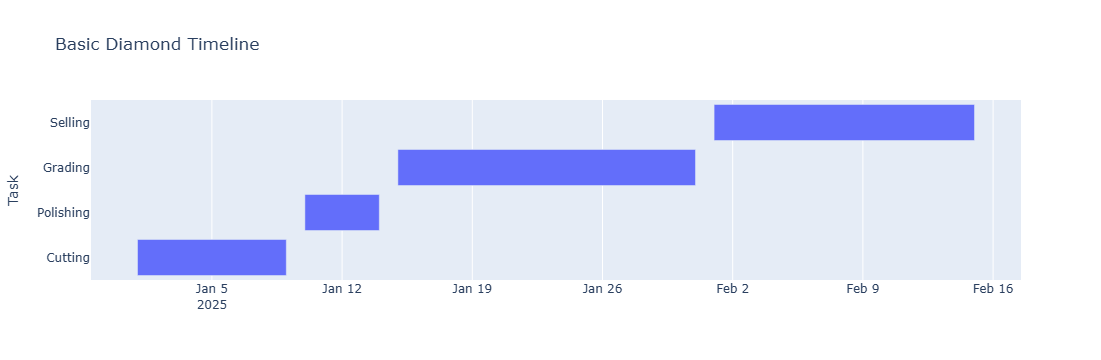 Basic Diamond Timeline
Task
Selling
Grading
Polishing
Cutting
Jan 5 Jan 12 Jan 19 Jan 26 Feb 2 Feb 9 Feb 16
2025